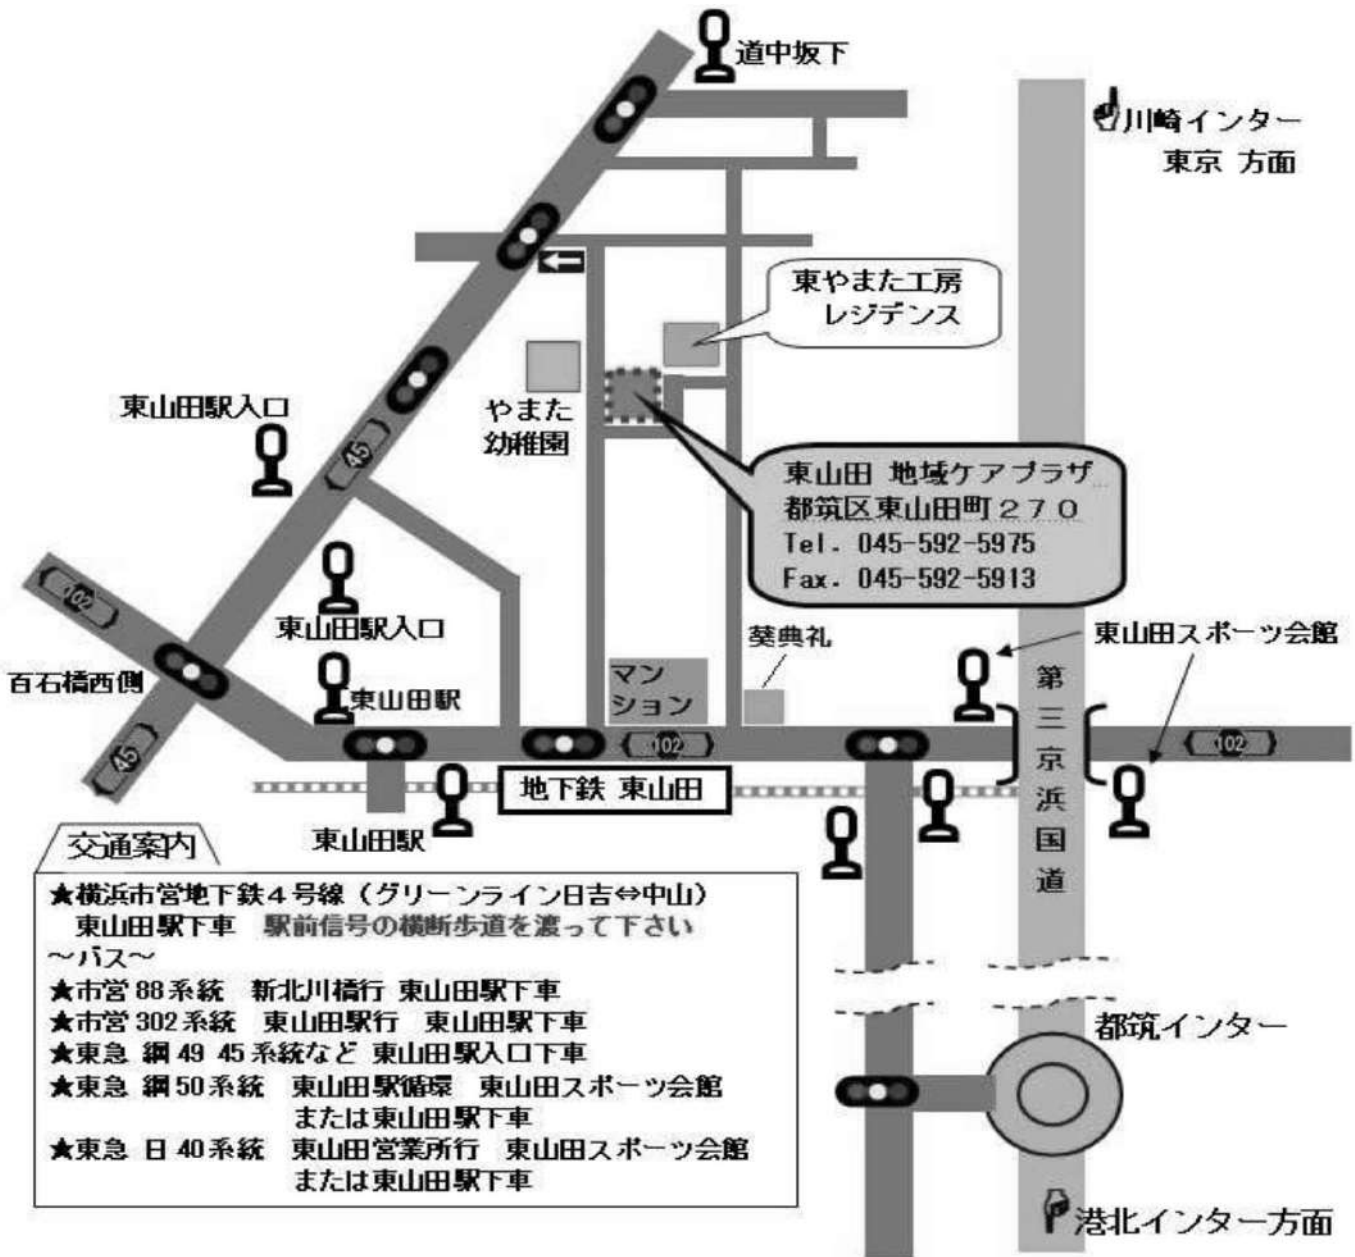 道中坂下
川崎インター
東京 方面
東やまた工房
レジデンス
東山田駅入口
やまた
幼稚園
45
東山田 地域ケアプラザ
都筑区東山田町270
Tel. 045-592-5975
Fax. 045-592-5913
102
東山田駅入口
葵典礼
東山田スポーツ会館
百石橋西側
東山田駅
マン
ション
第三京浜国道
45
102
102
地下鉄 東山田
東山田駅
交通案内
★横浜市営地下鉄4号線(グリーンライン日吉⇔中山)
東山田駅下車 駅前信号の横断歩道を渡って下さい
~バス~
★市営88系統 新北川橋行 東山田駅下車
★市営302系統 東山田駅行 東山田駅下車
★東急 綱49 45系統など 東山田駅入口下車
★東急 綱50系統 東山田駅循環 東山田スポーツ会館
または東山田駅下車
★東急 日40系統 東山田営業所行 東山田スポーツ会館
または東山田駅下車
都筑インター
港北インター方面